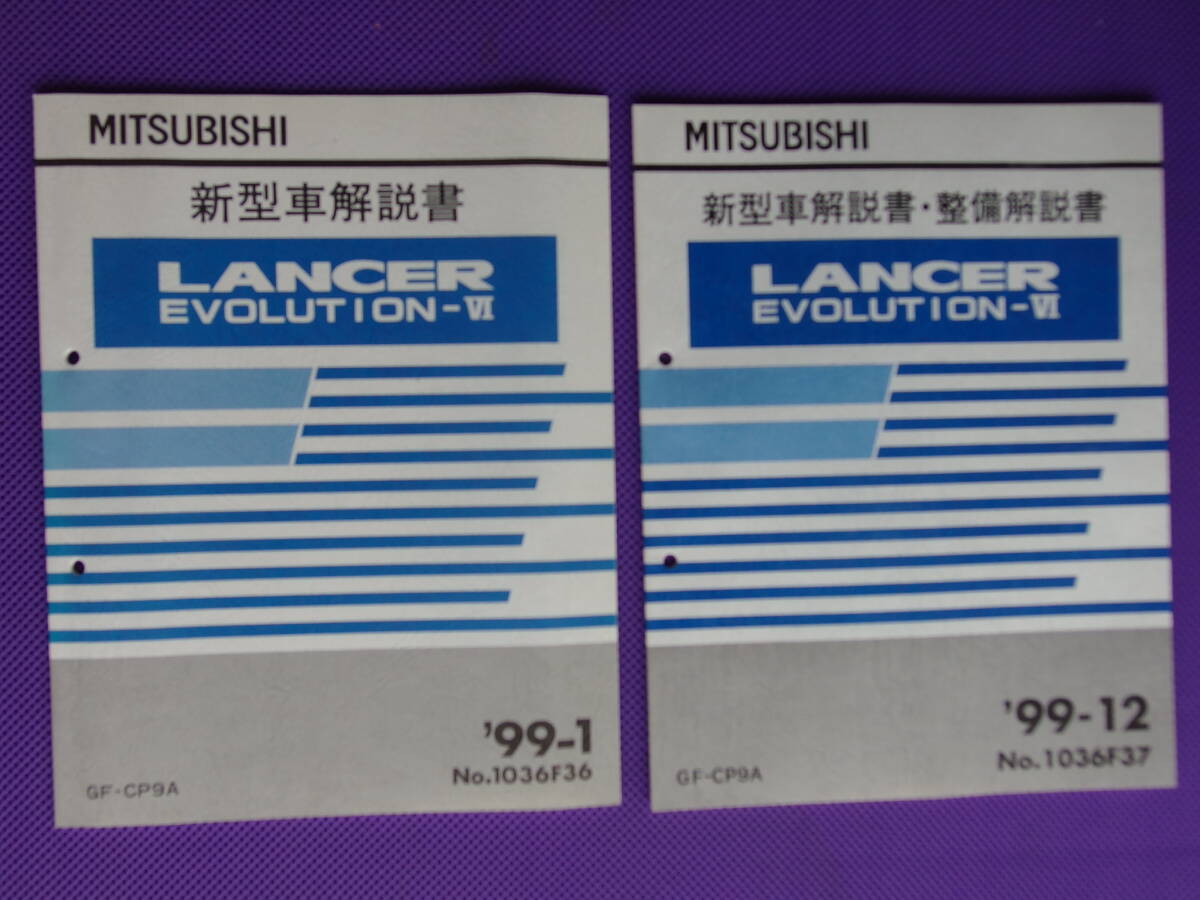 MITSUBISHI
新型車解説書
LANCER
EVOLUTION-VI
'99-1
No.1036F36
GF-CP9A
MITSUBISHI
新型車解説書・整備解説書
LANCER
EVOLUTION-VI
'99-12
No.1036F37
GF-CP9A